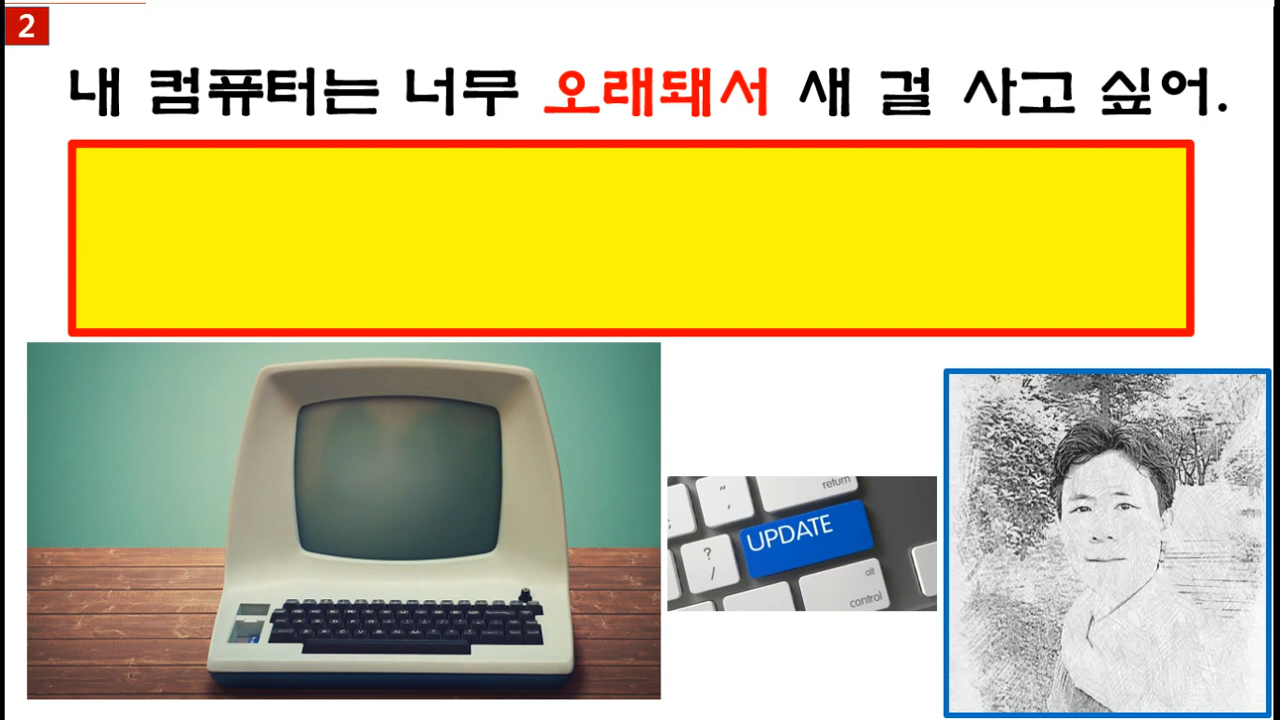 2
내 컴퓨터는 너무 오래돼서 새 걸 사고 싶어.
return
“ ,
UPDATE
? /
alt
control